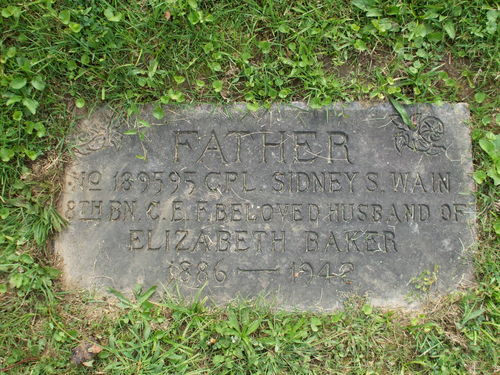 FATHER
NO 189595 CPL. SIDNEY S. WAIN
8TH BN. C.E.F. BELOVED HUSBAND OF
ELIZABETH BAKER
1886 — 1942